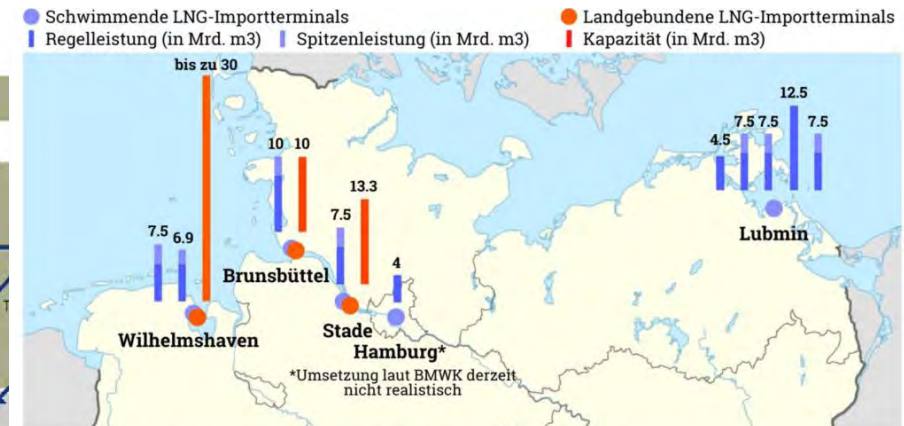 Schwimmende LNG-Importterminals
Landgebundene LNG-Importterminals
Regelleistung (in Mrd. m3)
Spitzenleistung (in Mrd. m3)
Kapazität (in Mrd. m3)
bis zu 30
7.5
6.9
Wilhelmshaven
10
10
Brunsbüttel
7.5
13.3
Stade
4
Hamburg*
*Umsetzung laut BMWK derzeit
nicht realistisch
4.5
7.5
7.5
12.5
7.5
Lubmin